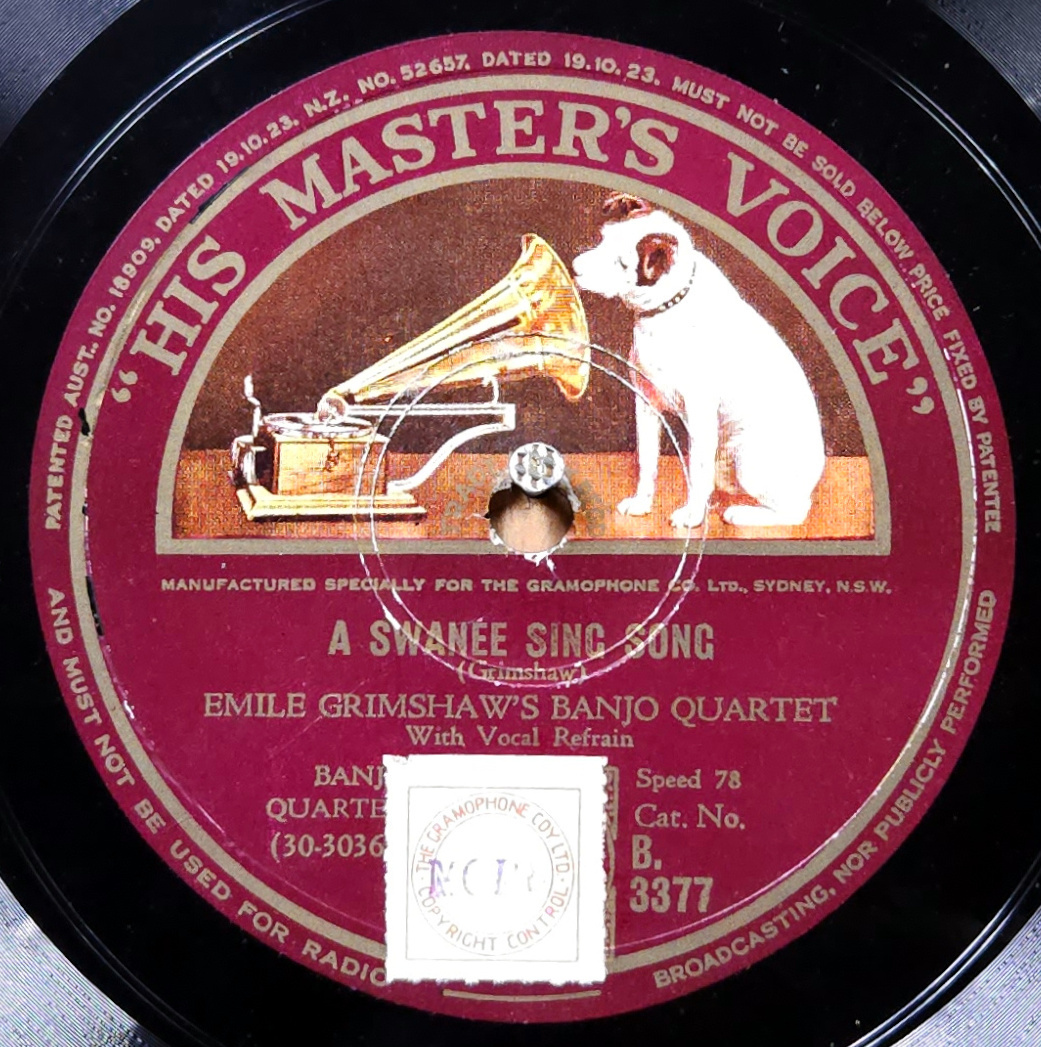 PATENTED AUST. NO. 18909, DATED 19.10.23, N.Z. NO. 52657, DATED 19.10.23. MUST NOT BE SOLD BELOW PRICE FIXED BY PATENTEE
"HIS MASTER'S VOICE"
MANUFACTURED SPECIALLY FOR THE GRAMOPHONE CO. LTD., SYDNEY, N.S.W.
A SWANEE SING SONG
(Grimshaw)
EMILE GRIMSHAW'S BANJO QUARTET
With Vocal Refrain
BANJ
QUARTE
(30-3036
Speed 78
Cat. No.
B.
3377
THE GRAMOPHONE COY LTD.
COPYRIGHT CONTROL
AND MUST NOT BE USED FOR RADIO
BROADCASTING, NOR PUBLICLY PERFORMED